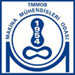 TMMOB
MAKİNA MÜHENDİSLERİ ODASI
1954